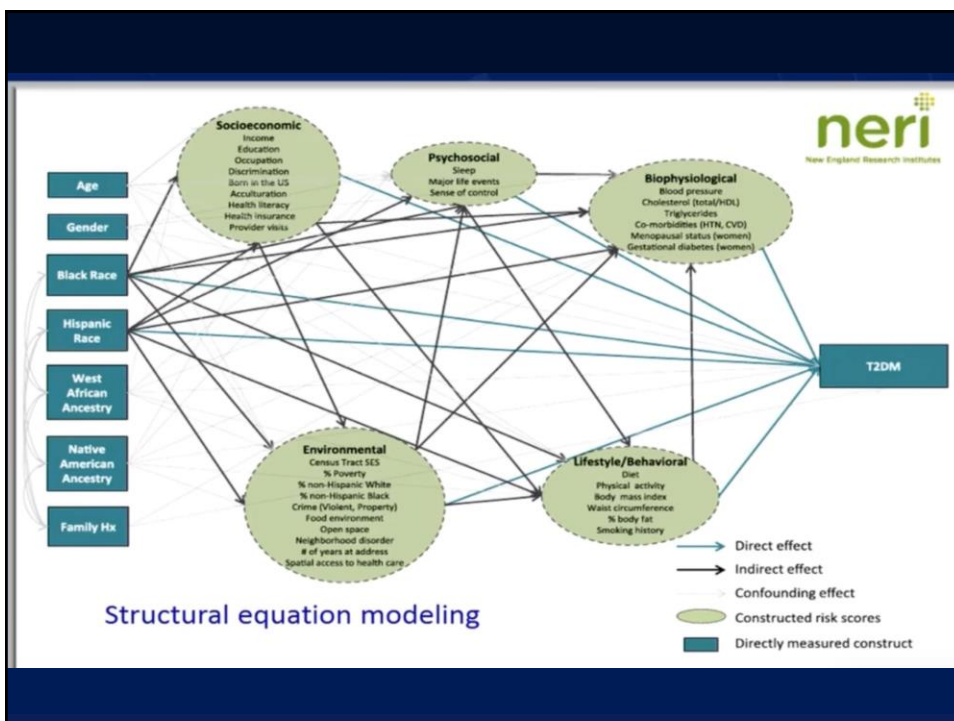 neri
New England Research Institutes
Age
Gender
Black Race
Hispanic
Race
West
African
Ancestry
Native
American
Ancestry
Family Hx
Socioeconomic
Income
Education
Occupation
Discrimination
Born in the US
Acculturation
Health literacy
Health insurance
Provider visits
Psychosocial
Sleep
Major life events
Sense of control
Biophysiological
Blood pressure
Cholesterol (total/HDL)
Triglycerides
Co-morbidities (HTN, CVD)
Menopausal status (women)
Gestational diabetes (women)
T2DM
Environmental
Census Tract SES
% Poverty
% non-Hispanic White
% non-Hispanic Black
Crime (Violent, Property)
Food environment
Open space
Neighborhood disorder
# of years at address
Spatial access to health care
Lifestyle/Behavioral
Diet
Physical activity
Body mass index
Waist circumference
% body fat
Smoking history
Direct effect
Indirect effect
Confounding effect
Constructed risk scores
Directly measured construct
Structural equation modeling